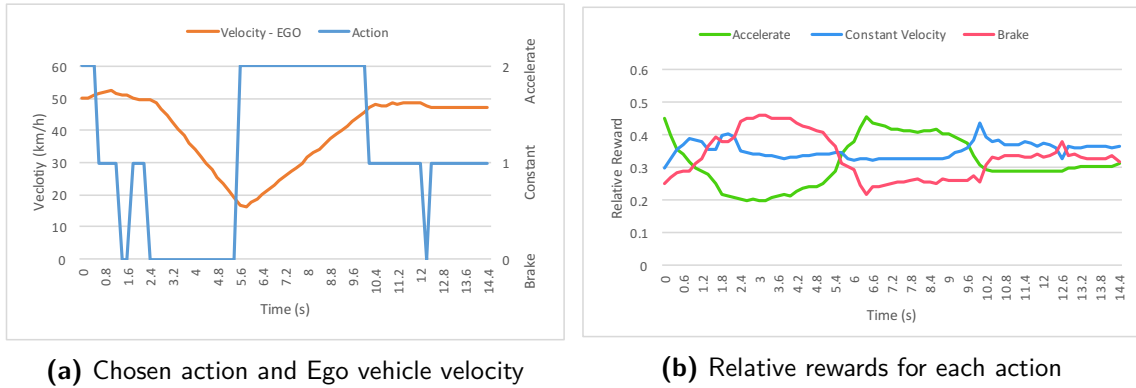 Velocity - EGO Action
60
50
40
30
20
10
0
Velotiy (km/h)
2
1
0
Accelerate
Constant
Brake
0 0.8 1.6 2.4 3.2 4 4.8 5.6 6.4 7.2 8 8.8 9.6 10.4 11.2 12 12.8 13.6 14.4
Time (s)
(a) Chosen action and Ego vehicle velocity
Accelerate Constant Velocity Brake
0.6
0.5
0.4
0.3
0.2
0.1
0
Relative Reward
0 0.6 1.2 1.8 2.4 3 3.6 4.2 4.8 5.4 6 6.6 7.2 7.8 8.4 9 9.6 10.2 10.8 11.4 12 12.6 13.2 13.8 14.4
Time (s)
(b) Relative rewards for each action